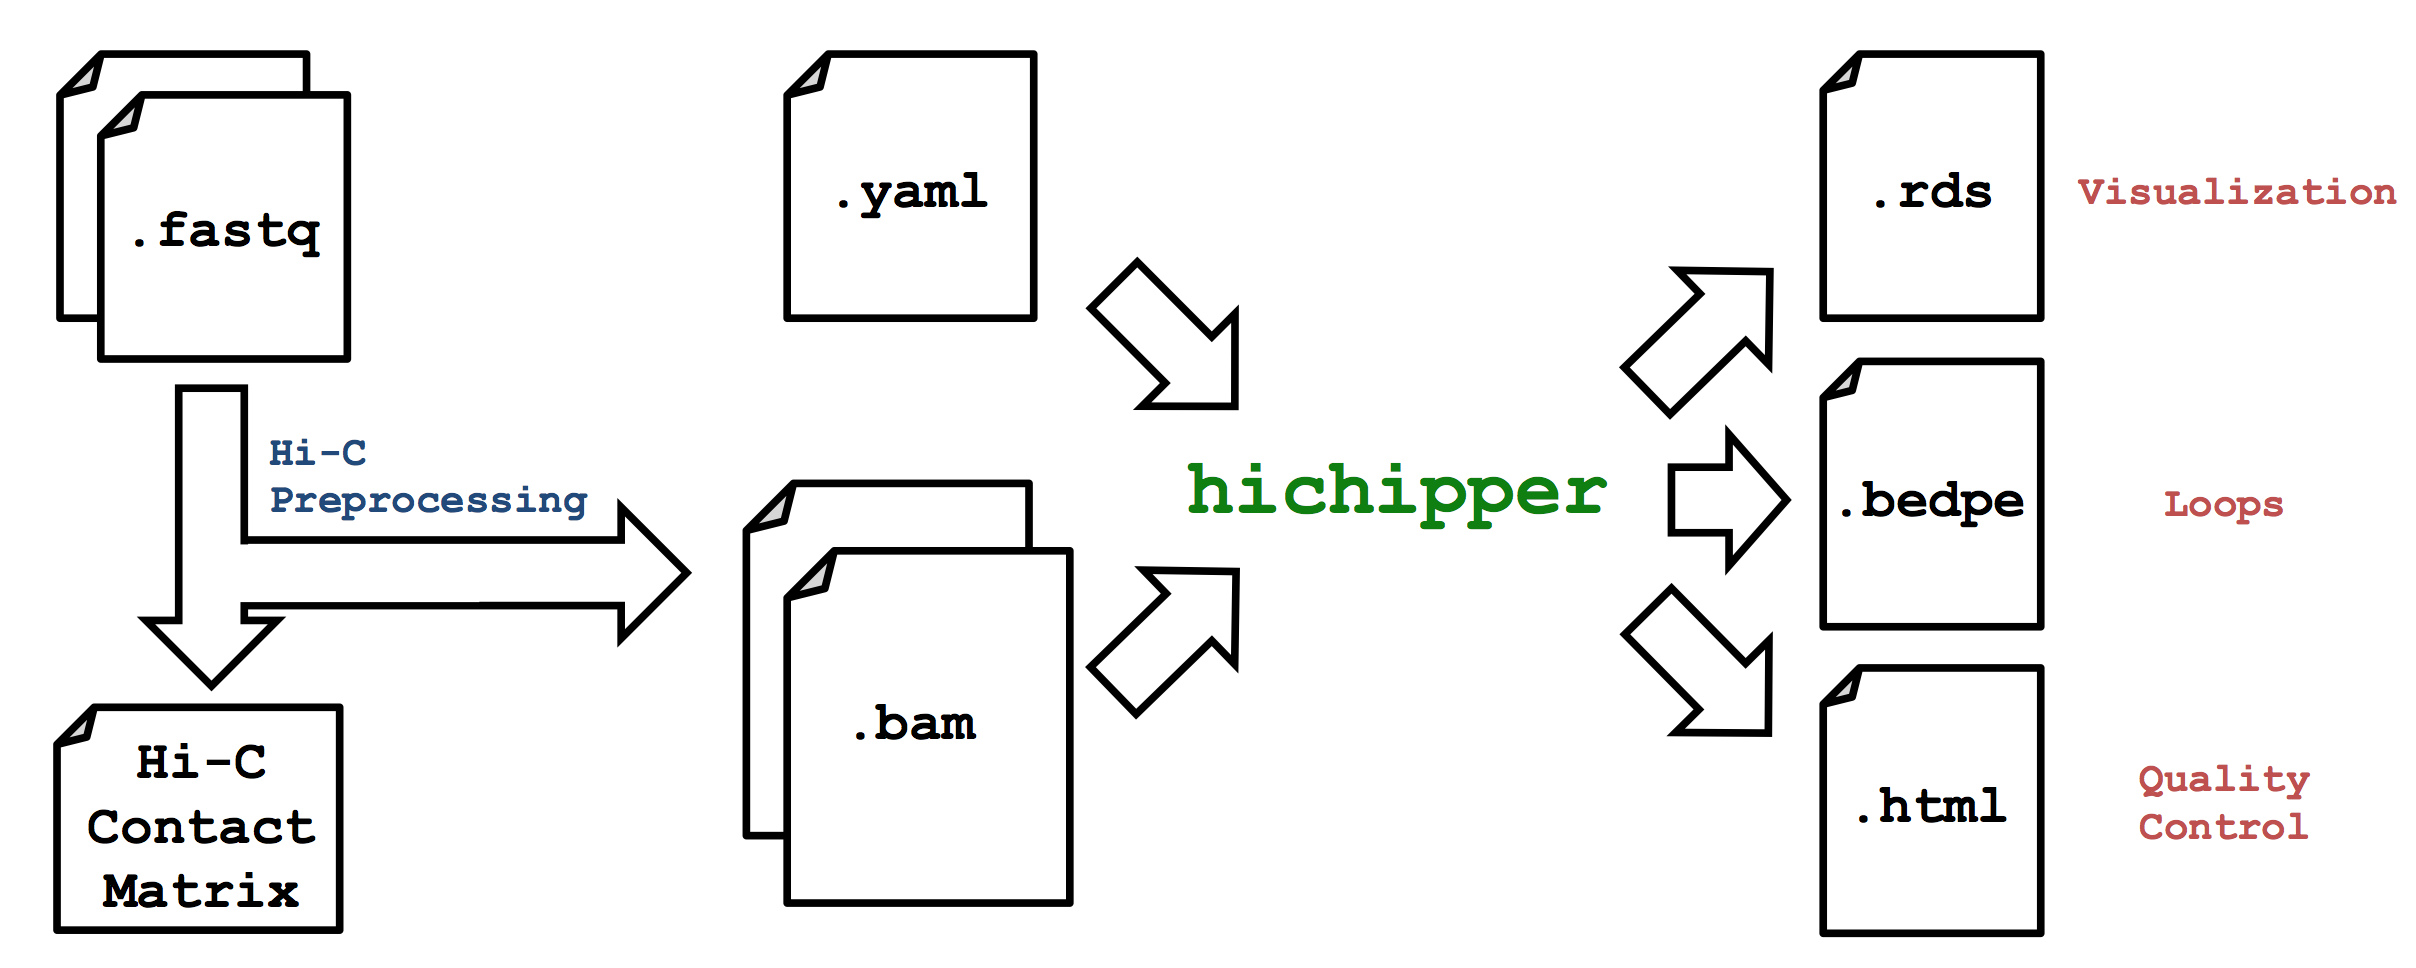 .fastq
Hi-C
Preprocessing
Hi-C
Contact
Matrix
.yaml
.bam
hichipper
.rds
Visualization
.bedpe
Loops
.html
Quality
Control